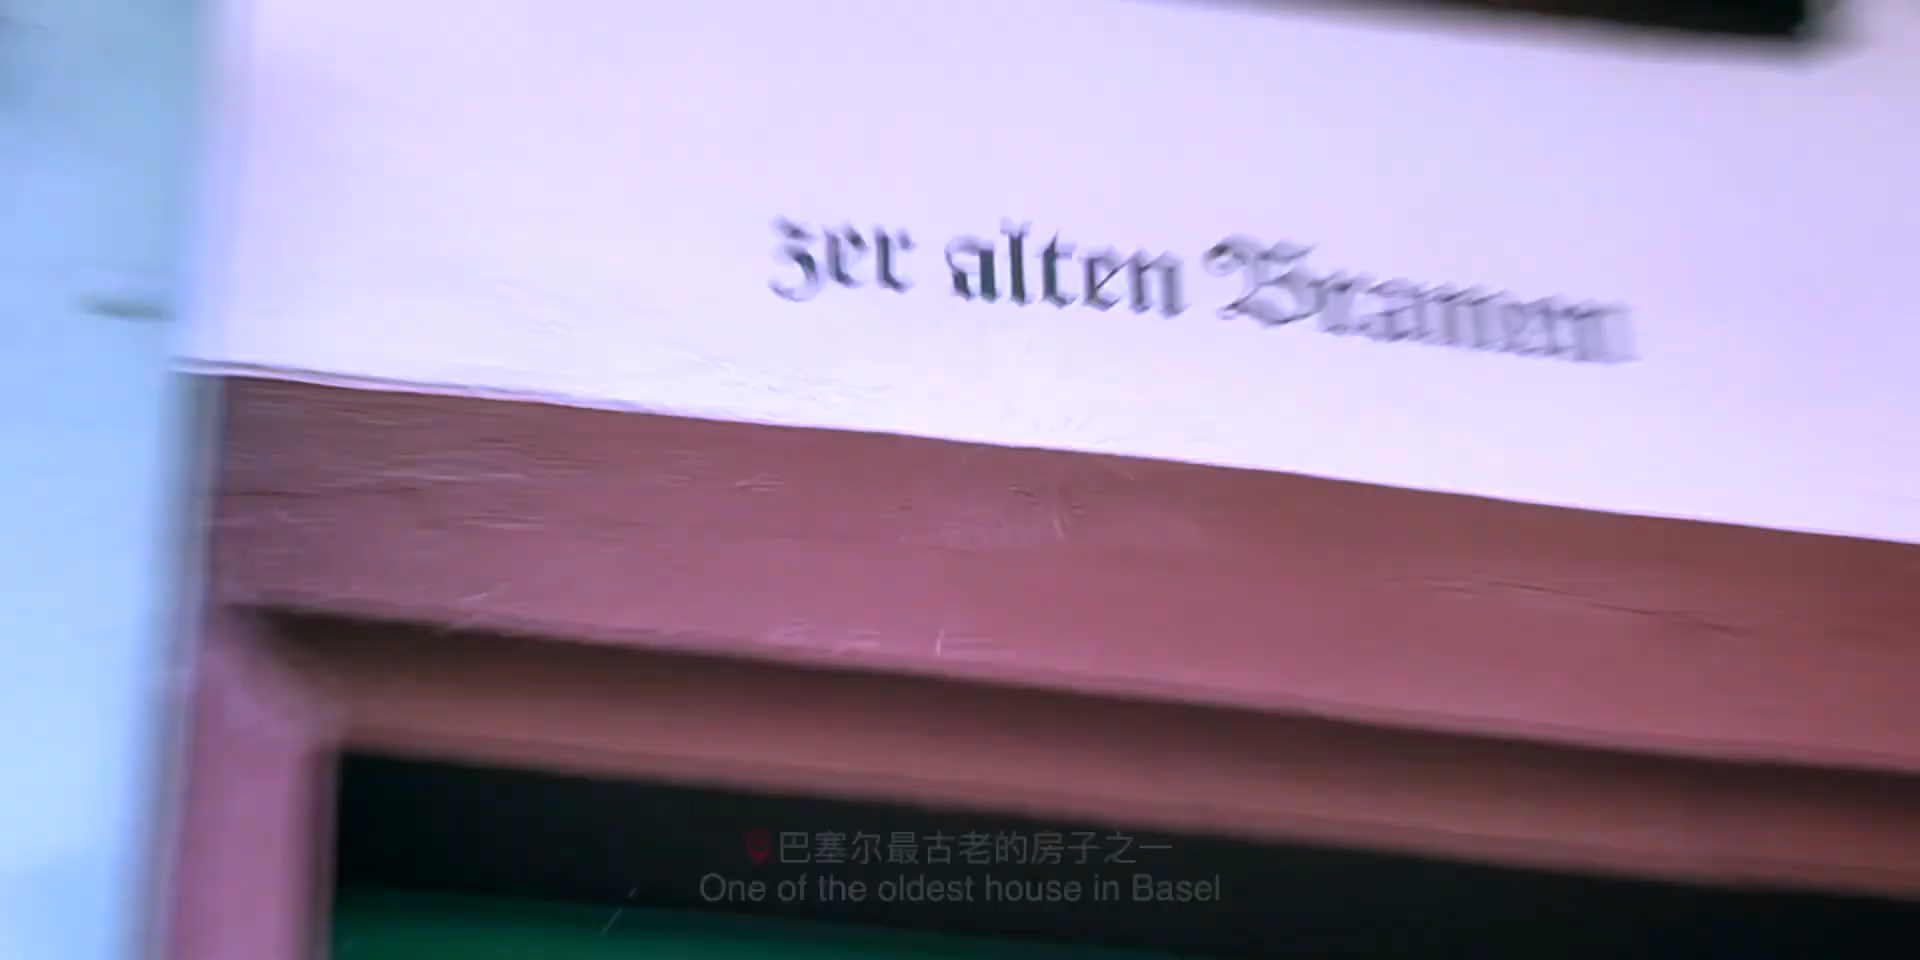 zer alten
巴塞尔最古老的房子之一
One of the oldest house in Basel